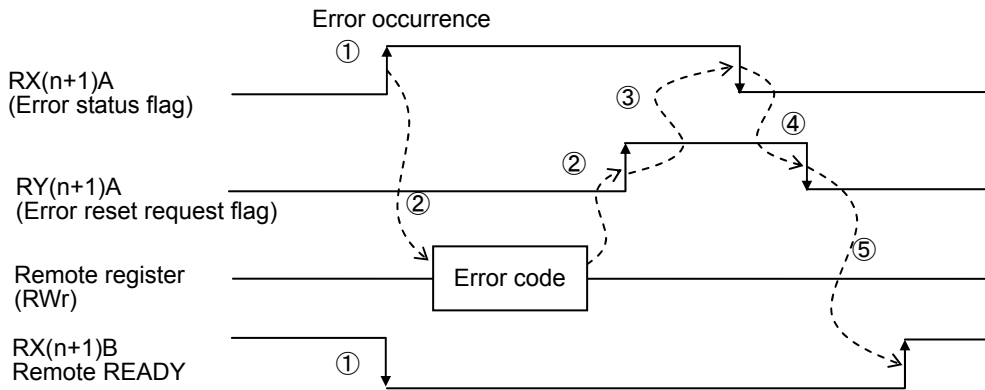 Error occurrence
①
RX(n+1)A
(Error status flag)
③
④
②
RY(n+1)A
(Error reset request flag)
②
⑤
Remote register
(RWr)
Error code
RX(n+1)B
Remote READY
①